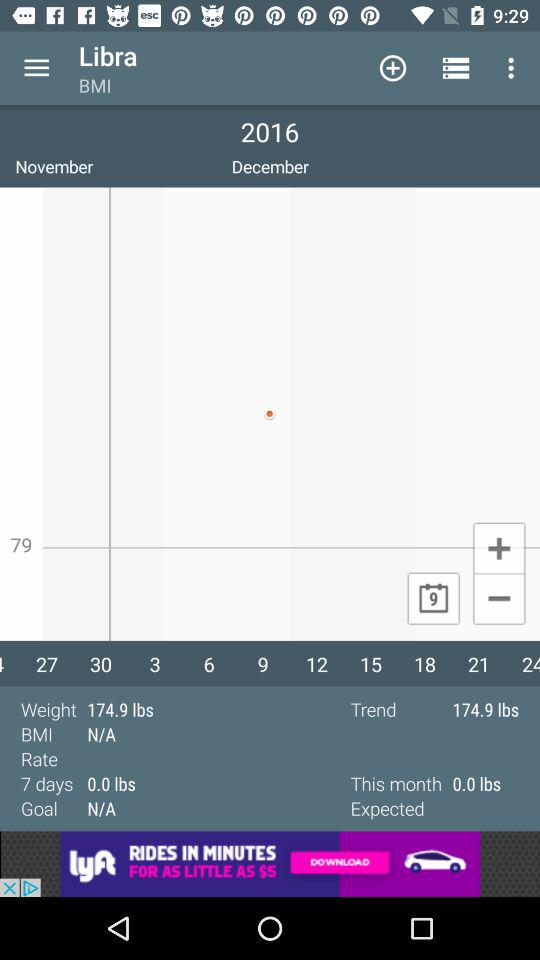 esc 9:29
Libra
BMI
2016
November December
79
9
27 30 3 6 9 12 15 18 21 24
Weight 174.9 lbs Trend 174.9 lbs
BMI N/A
Rate
7 days 0.0 lbs This month 0.0 lbs
Goal N/A Expected
lyft RIDES IN MINUTES
FOR AS LITTLE AS $5
DOWNLOAD